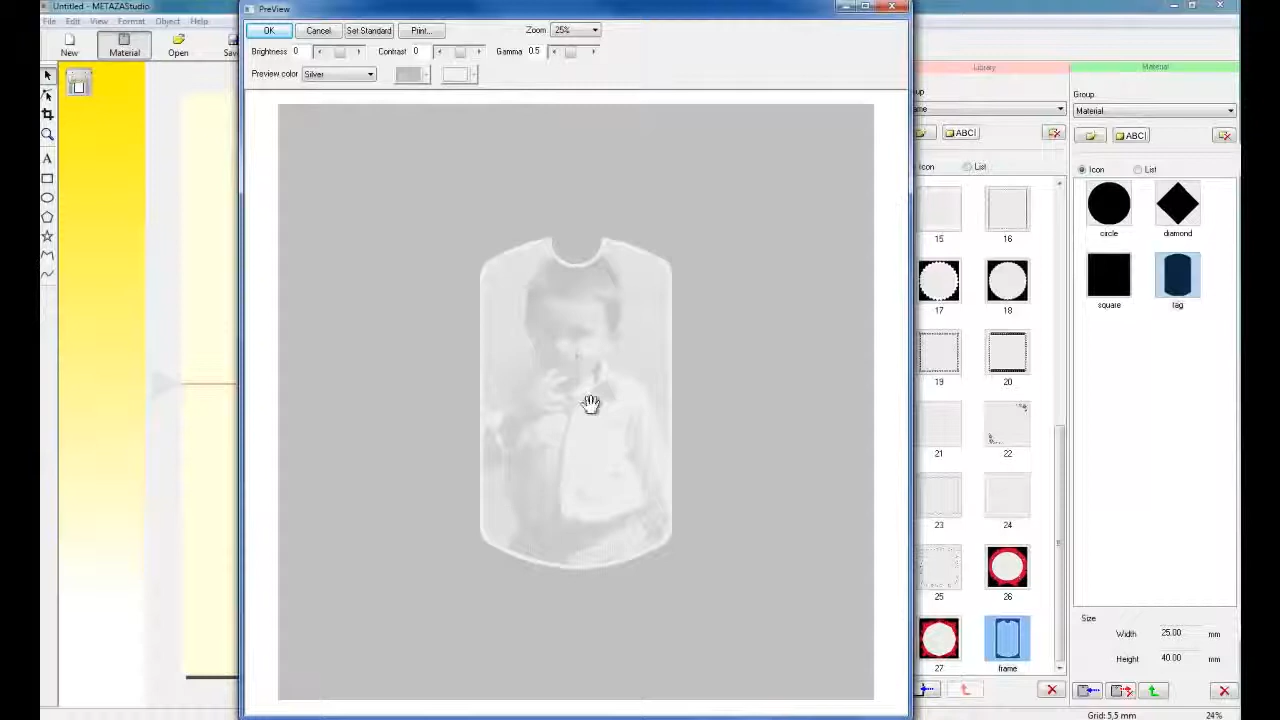 Untitled - METAZAStudio
File Edit View Format Object Help
New Material Open
PreView
OK Cancel Set Standard Print... Zoom 25%
Brightness 0 Contrast 0 Gamma 0.5
Preview color Silver
Library
ABC
List
15 16
17 18
19 20
21 22
23 24
25 26
27 frame
Material
Group:
Material
ABC
Icon List
circle diamond
square
Size
Width 25.00 mm
Height 40.00 mm
Grid: 5,5 mm 24%